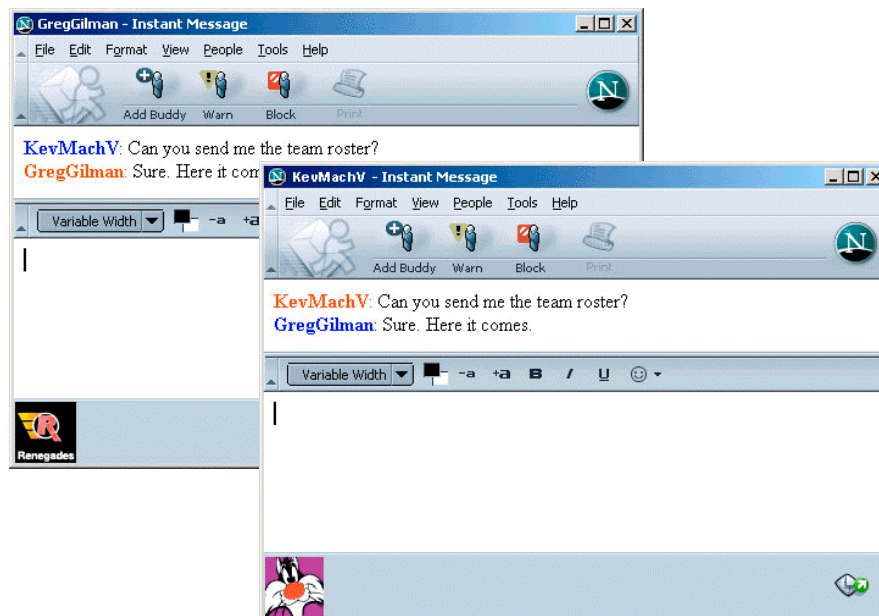 GregGilman - Instant Message
File Edit Format View People Tools Help
N
Add Buddy Warn Block Print
KevMachV: Can you send me the team roster?
GregGilman: Sure. Here it com
Variable Width -a +a
R
Renegades
KevMachV - Instant Message
File Edit Format View People Tools Help
N
Add Buddy Warn Block Print
KevMachV: Can you send me the team roster?
GregGilman: Sure. Here it comes.
Variable Width -a +a B I U